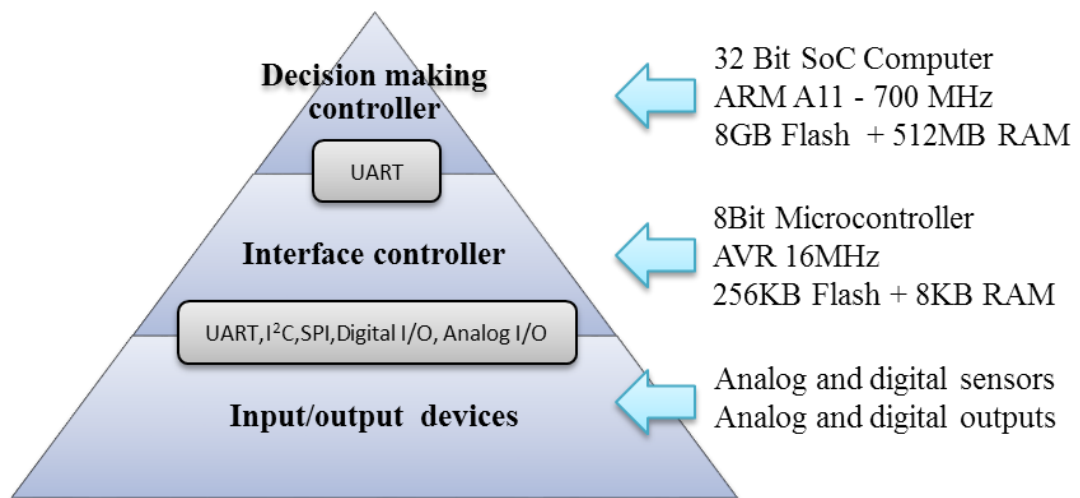 Decision making
controller
32 Bit SoC Computer
ARM A11 - 700 MHz
8GB Flash + 512MB RAM
UART
Interface controller
8Bit Microcontroller
AVR 16MHz
256KB Flash + 8KB RAM
UART,I²C,SPI,Digital I/O, Analog I/O
Input/output devices
Analog and digital sensors
Analog and digital outputs